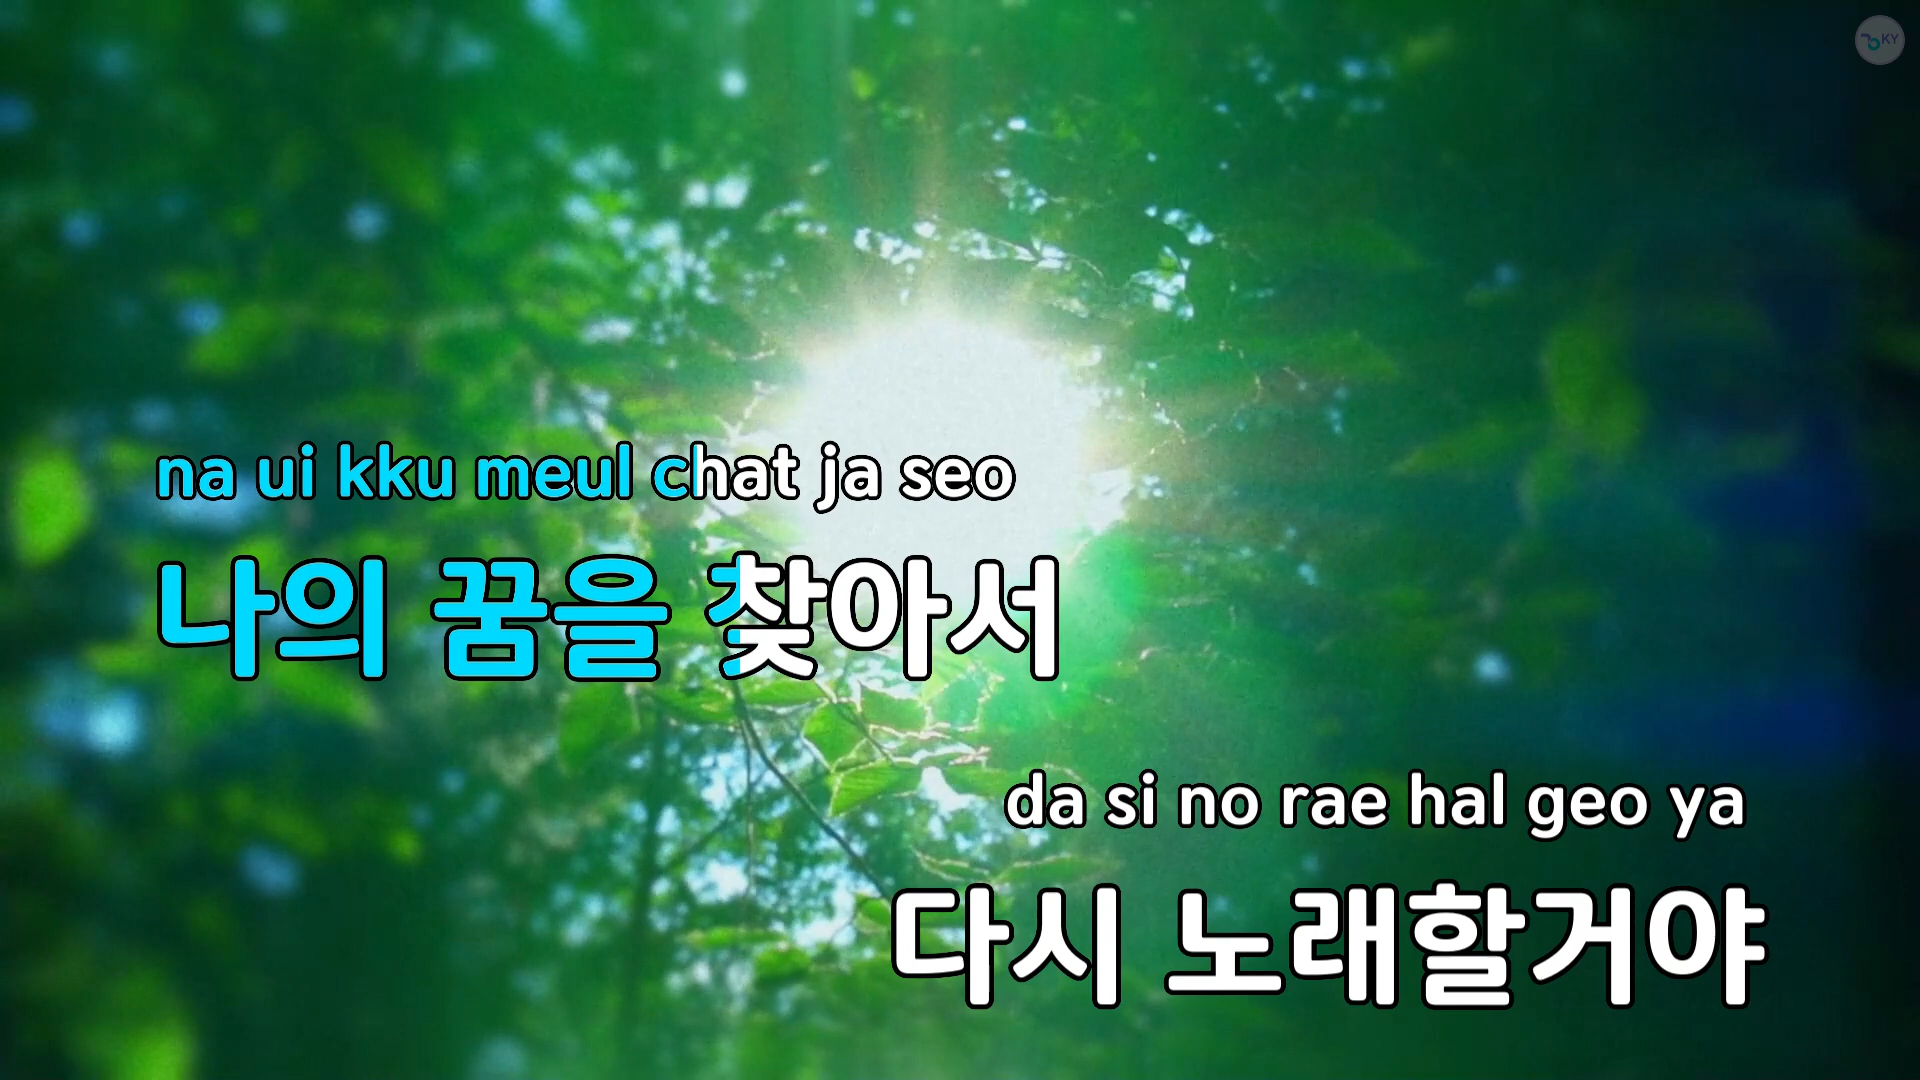 KY
na ui kku meul chat ja seo
나의 꿈을 찾아서
da si no rae hal geo ya
다시 노래할거야